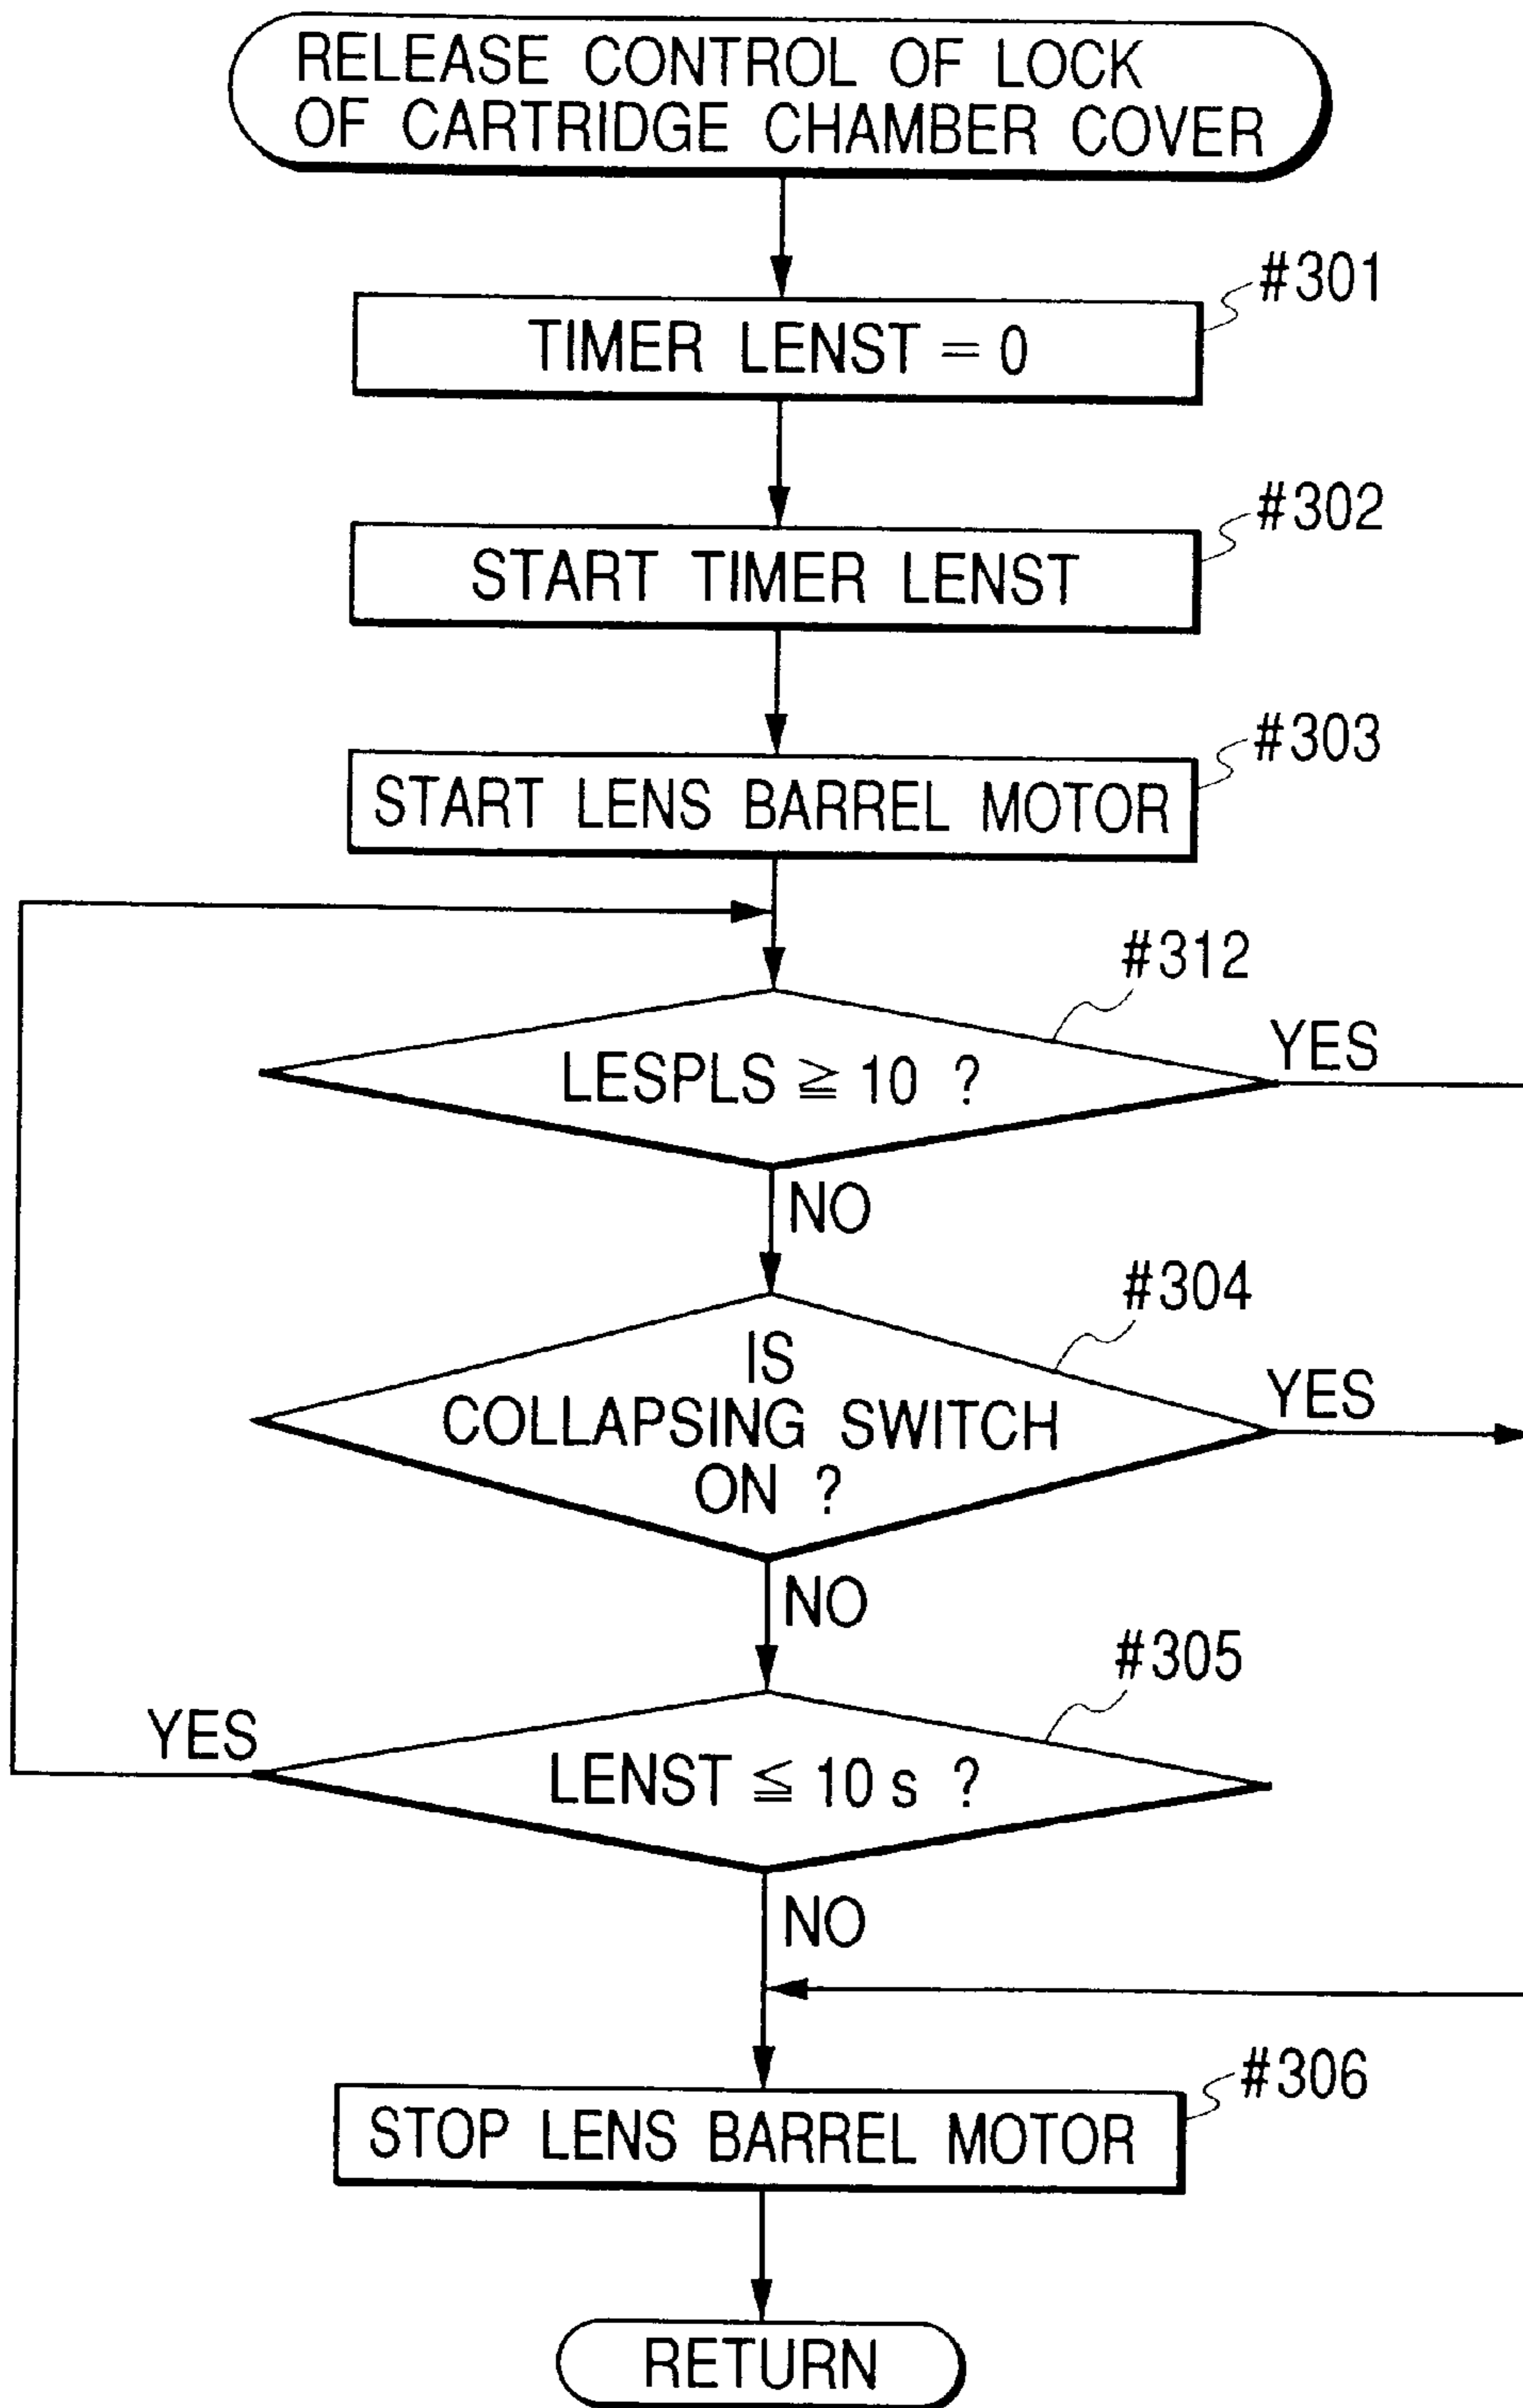 RELEASE CONTROL OF LOCK
OF CARTRIDGE CHAMBER COVER
#301
TIMER LENST = 0
#302
START TIMER LENST
#303
START LENS BARREL MOTOR
#312
LESPLS ≧ 10 ?
YES
NO
#304
IS
COLLAPSING SWITCH
ON ?
YES
NO
#305
YES
LENST ≦ 10 s ?
NO
#306
STOP LENS BARREL MOTOR
RETURN